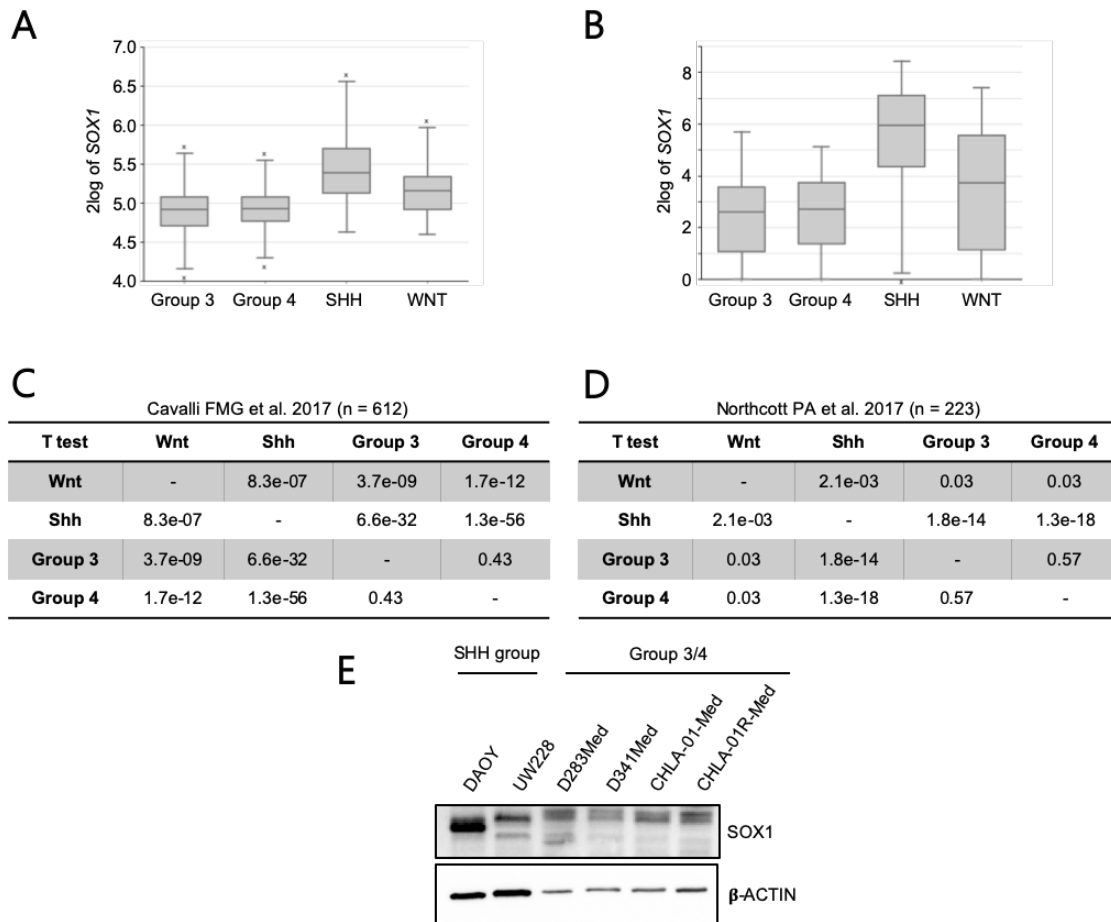 A
2log of SOX1
7.0
6.5
6.0
5.5
5.0
4.5
4.0
Group 3 Group 4 SHH WNT
B
2log of SOX1
8
6
4
2
0
Group 3 Group 4 SHH WNT
C
Cavalli FMG et al. 2017 (n = 612)
T test Wnt Shh Group 3 Group 4
Wnt - 8.3e-07 3.7e-09 1.7e-12
Shh 8.3e-07 - 6.6e-32 1.3e-56
Group 3 3.7e-09 6.6e-32 - 0.43
Group 4 1.7e-12 1.3e-56 0.43 -
D
Northcott PA et al. 2017 (n = 223)
T test Wnt Shh Group 3 Group 4
Wnt - 2.1e-03 0.03 0.03
Shh 2.1e-03 - 1.8e-14 1.3e-18
Group 3 0.03 1.8e-14 - 0.57
Group 4 0.03 1.3e-18 0.57 -
E
SHH group Group 3/4
DAOY UW228 D283Med D341Med CHLA-01-Med CHLA-01R-Med
SOX1
β-ACTIN